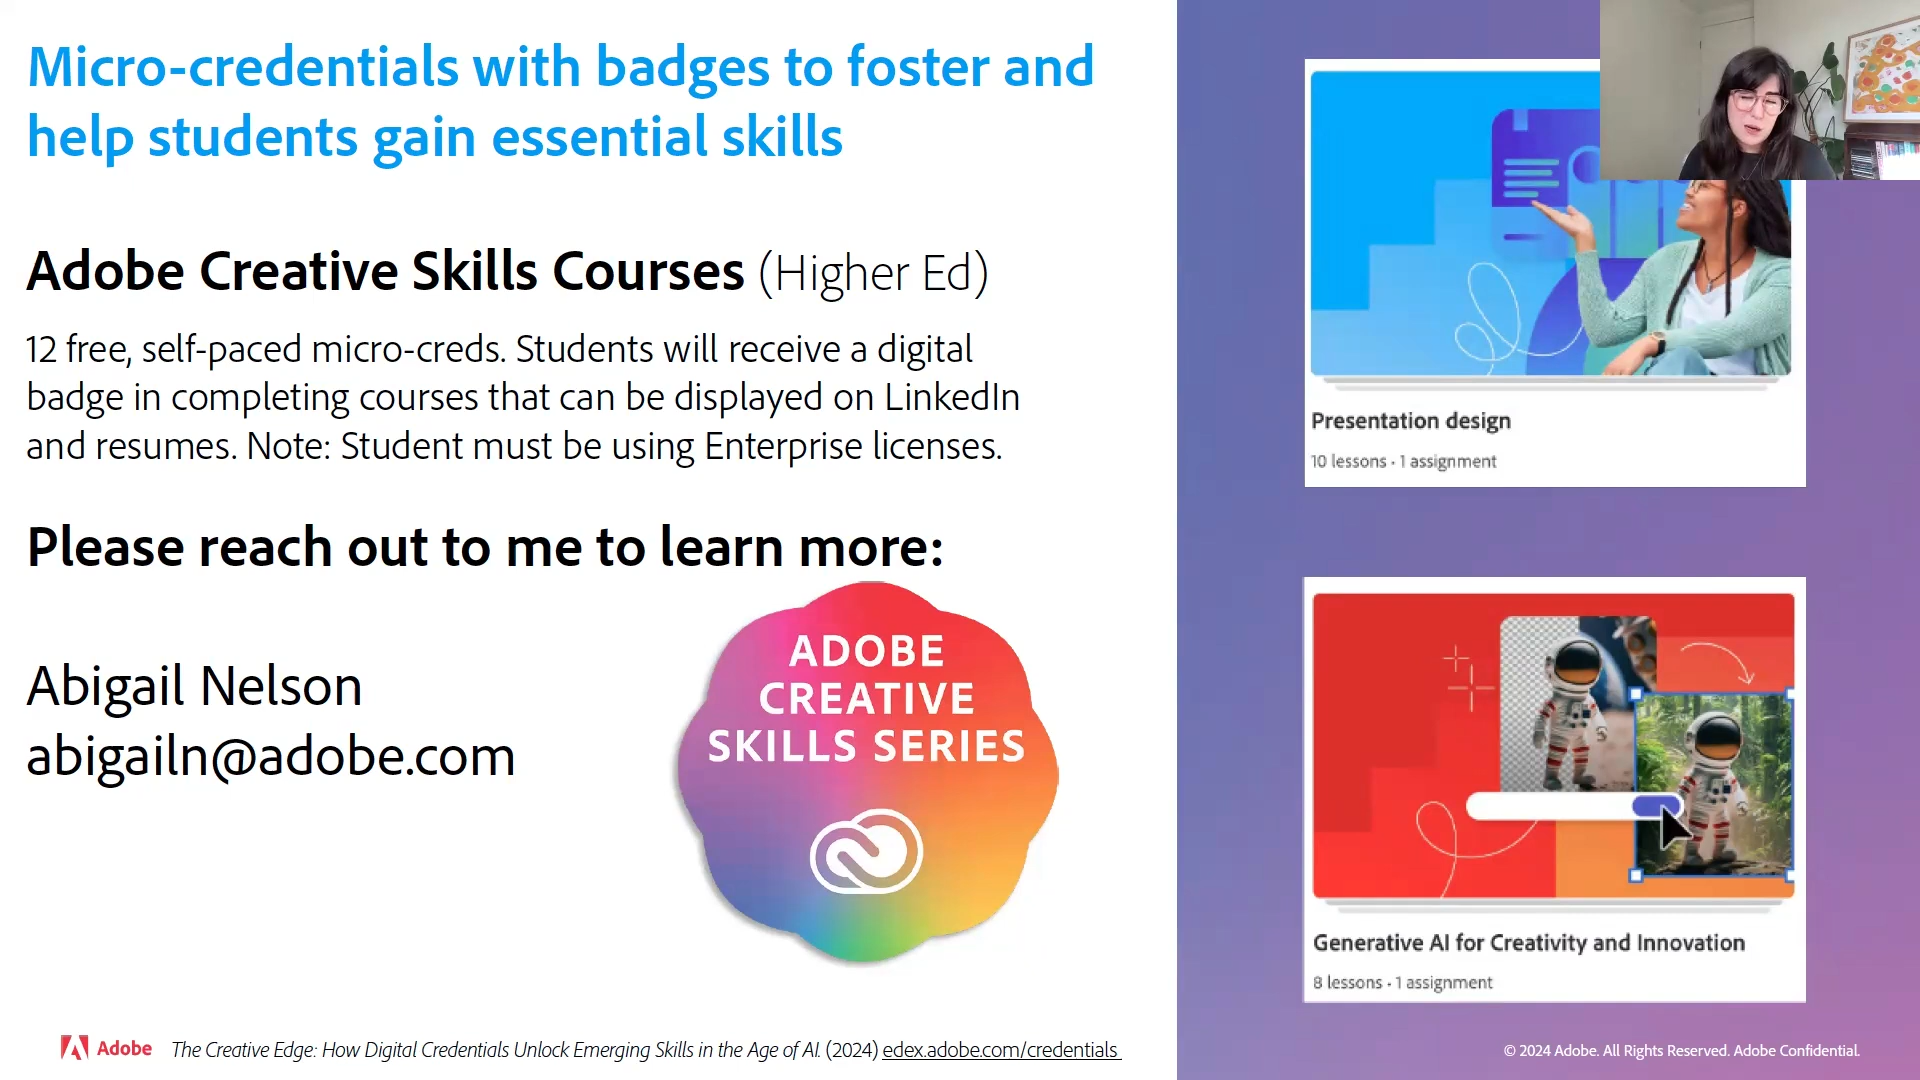 Micro-credentials with badges to foster and
help students gain essential skills
Adobe Creative Skills Courses (Higher Ed)
12 free, self-paced micro-creds. Students will receive a digital
badge in completing courses that can be displayed on LinkedIn
and resumes. Note: Student must be using Enterprise licenses.
Please reach out to me to learn more:
Abigail Nelson
abigailn@adobe.com
ADOBE
CREATIVE
SKILLS SERIES
Presentation design
10 lessons · 1 assignment
Generative AI for Creativity and Innovation
8 lessons · 1 assignment
Adobe The Creative Edge: How Digital Credentials Unlock Emerging Skills in the Age of AI. (2024) edex.adobe.com/credentials
© 2024 Adobe. All Rights Reserved. Adobe Confidential.